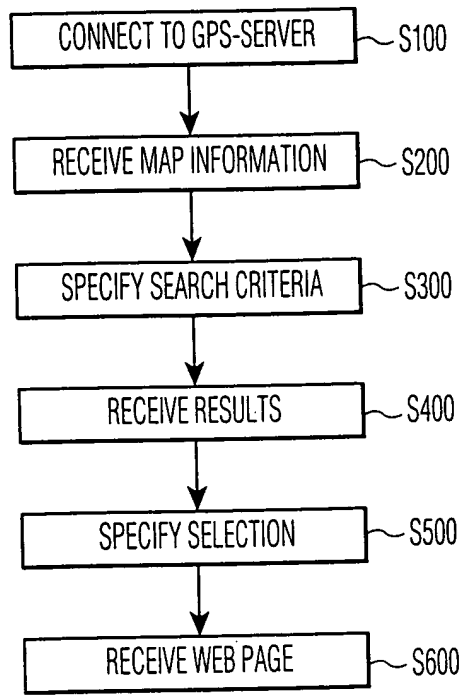 CONNECT TO GPS-SERVER S100
RECEIVE MAP INFORMATION S200
SPECIFY SEARCH CRITERIA S300
RECEIVE RESULTS S400
SPECIFY SELECTION S500
RECEIVE WEB PAGE S600